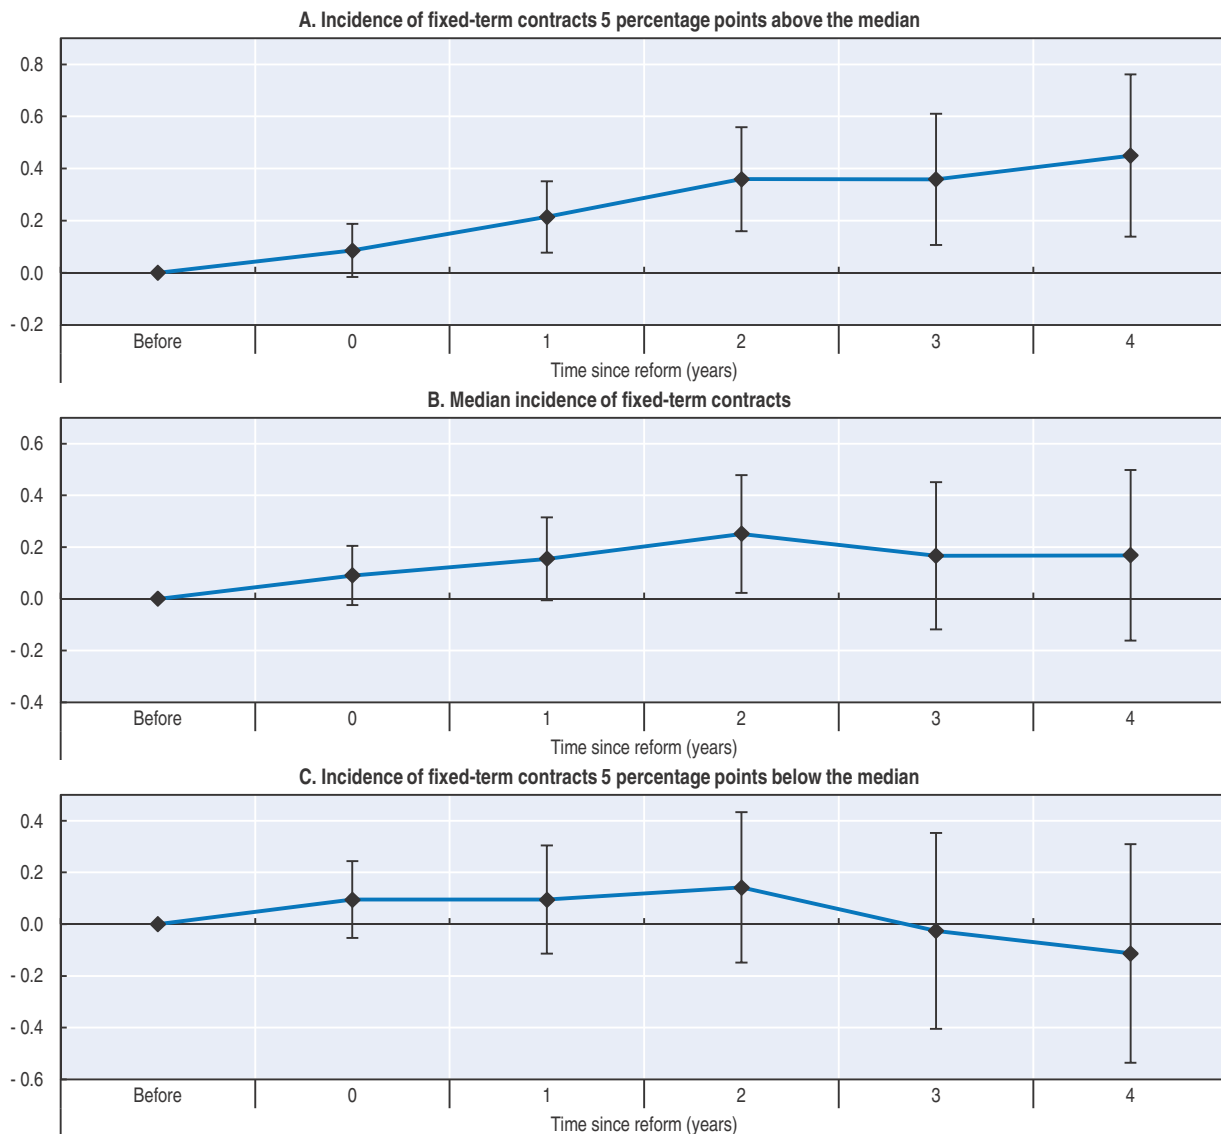 A. Incidence of fixed-term contracts 5 percentage points above the median
0.8
0.6
0.4
0.2
0.0
- 0.2
Before 0 1 2 3 4
Time since reform (years)
B. Median incidence of fixed-term contracts
0.6
0.4
0.2
0.0
- 0.2
- 0.4
Before 0 1 2 3 4
Time since reform (years)
C. Incidence of fixed-term contracts 5 percentage points below the median
0.4
0.2
0.0
- 0.2
- 0.4
- 0.6
Before 0 1 2 3 4
Time since reform (years)